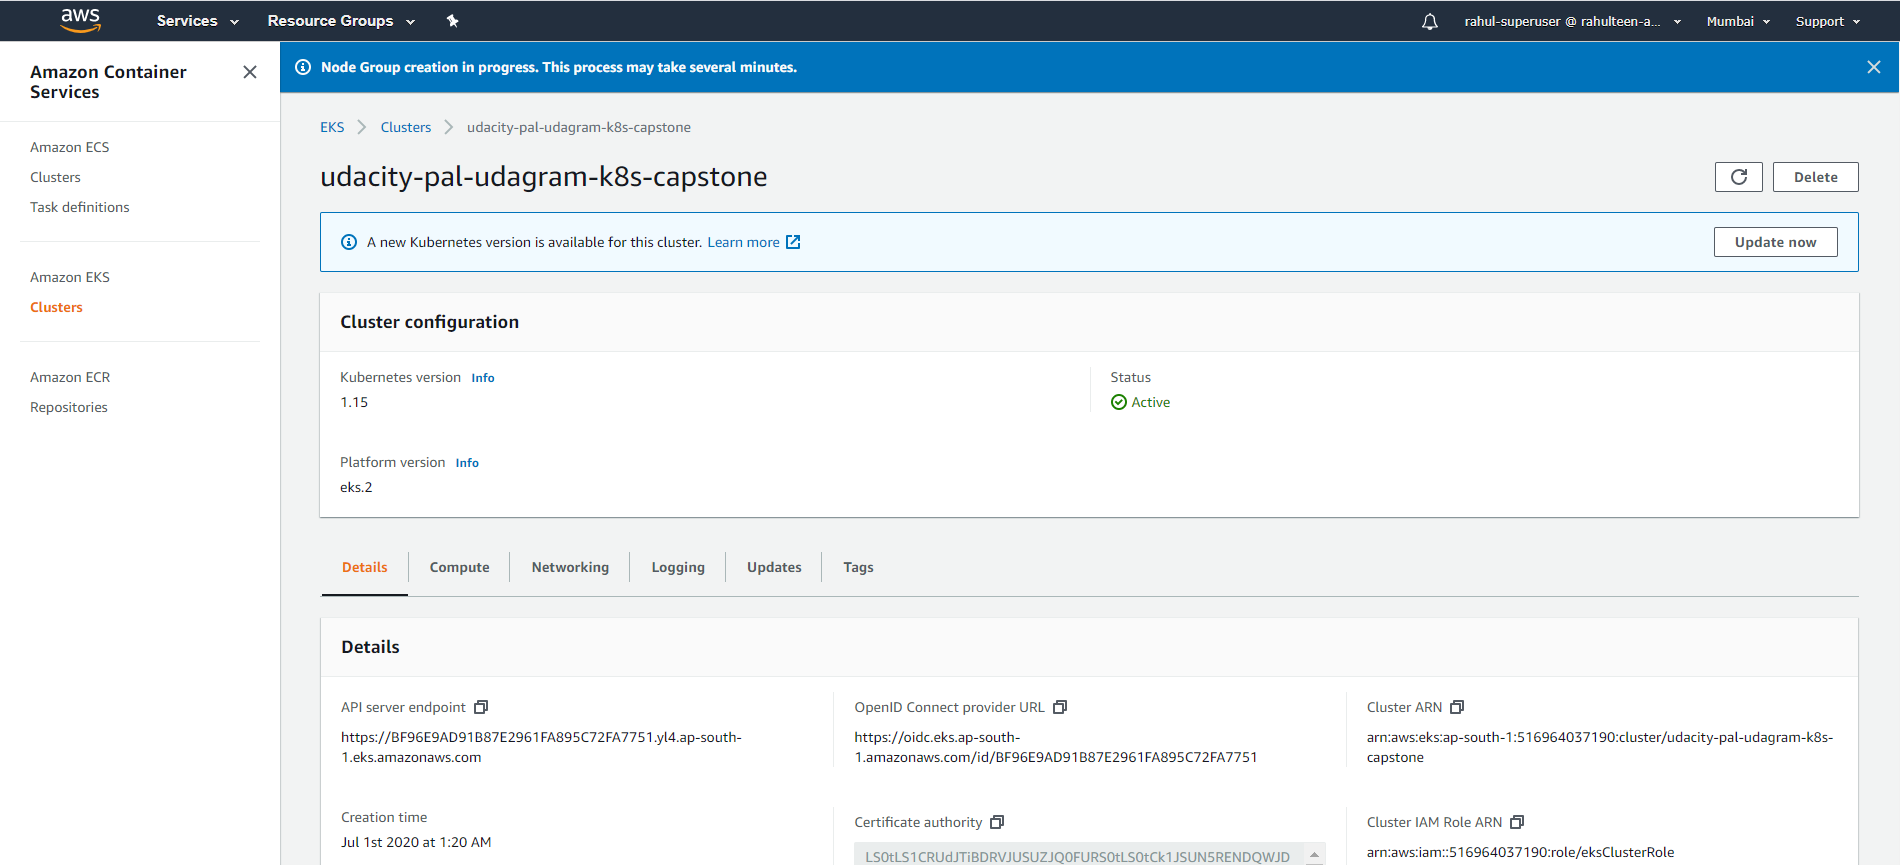 aws Services Resource Groups rahul-superuser @ rahulteen-a... Mumbai Support
Amazon Container
Services
Amazon ECS
Clusters
Task definitions
Amazon EKS
Clusters
Amazon ECR
Repositories
Node Group creation in progress. This process may take several minutes.
EKS Clusters udacity-pal-udagram-k8s-capstone
udacity-pal-udagram-k8s-capstone
Delete
A new Kubernetes version is available for this cluster. Learn more
Update now
Cluster configuration
Kubernetes version Info
1.15
Status
Active
Platform version Info
eks.2
Details Compute Networking Logging Updates Tags
Details
API server endpoint
https://BF96E9AD91B87E2961FA895C72FA7751.yl4.ap-south-
1.eks.amazonaws.com
OpenID Connect provider URL
https://oidc.eks.ap-south-
1.amazonaws.com/id/BF96E9AD91B87E2961FA895C72FA7751
Cluster ARN
arn:aws:eks:ap-south-1:516964037190:cluster/udacity-pal-udagram-k8s-
capstone
Creation time
Jul 1st 2020 at 1:20 AM
Certificate authority
LS0tLS1CRUdJTiBDRVJUSUZJQ0FURS0tLS0tCk1JSUN5RENDQWJD
Cluster IAM Role ARN
arn:aws:iam::516964037190:role/eksClusterRole